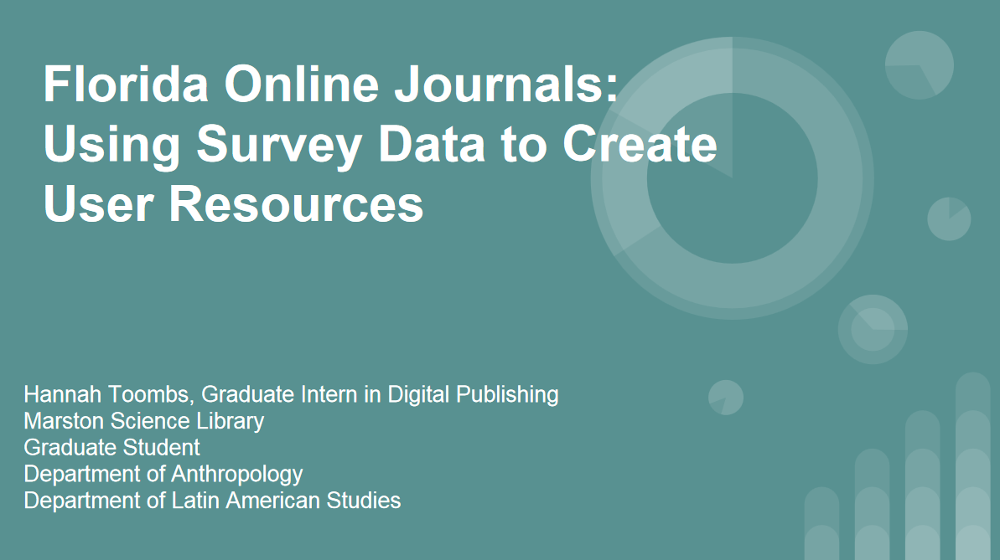 Florida Online Journals:
Using Survey Data to Create
User Resources
Hannah Toombs, Graduate Intern in Digital Publishing
Marston Science Library
Graduate Student
Department of Anthropology
Department of Latin American Studies